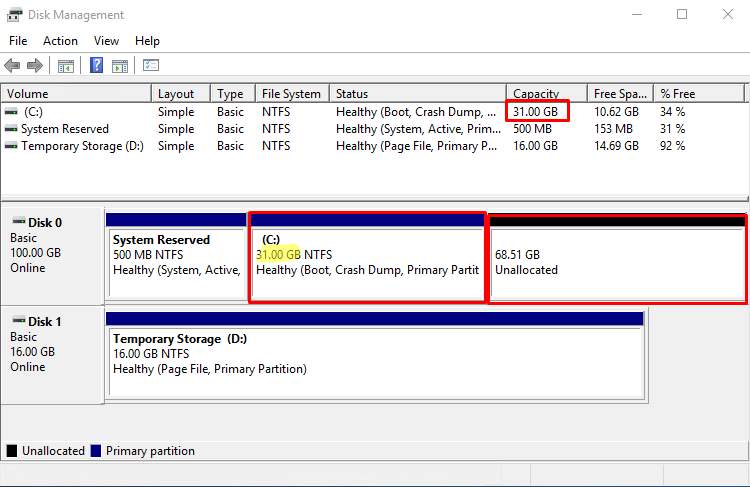 Disk Management
File Action View Help
Volume Layout Type File System Status Capacity Free Spa... % Free
(C:) Simple Basic NTFS Healthy (Boot, Crash Dump, ... 31.00 GB 10.62 GB 34 %
System Reserved Simple Basic NTFS Healthy (System, Active, Prim... 500 MB 153 MB 31 %
Temporary Storage (D:) Simple Basic NTFS Healthy (Page File, Primary P... 16.00 GB 14.69 GB 92 %
Disk 0
Basic
100.00 GB
Online
System Reserved
500 MB NTFS
Healthy (System, Active,
(C:)
31.00 GB NTFS
Healthy (Boot, Crash Dump, Primary Partit
68.51 GB
Unallocated
Disk 1
Basic
16.00 GB
Online
Temporary Storage (D:)
16.00 GB NTFS
Healthy (Page File, Primary Partition)
Unallocated Primary partition